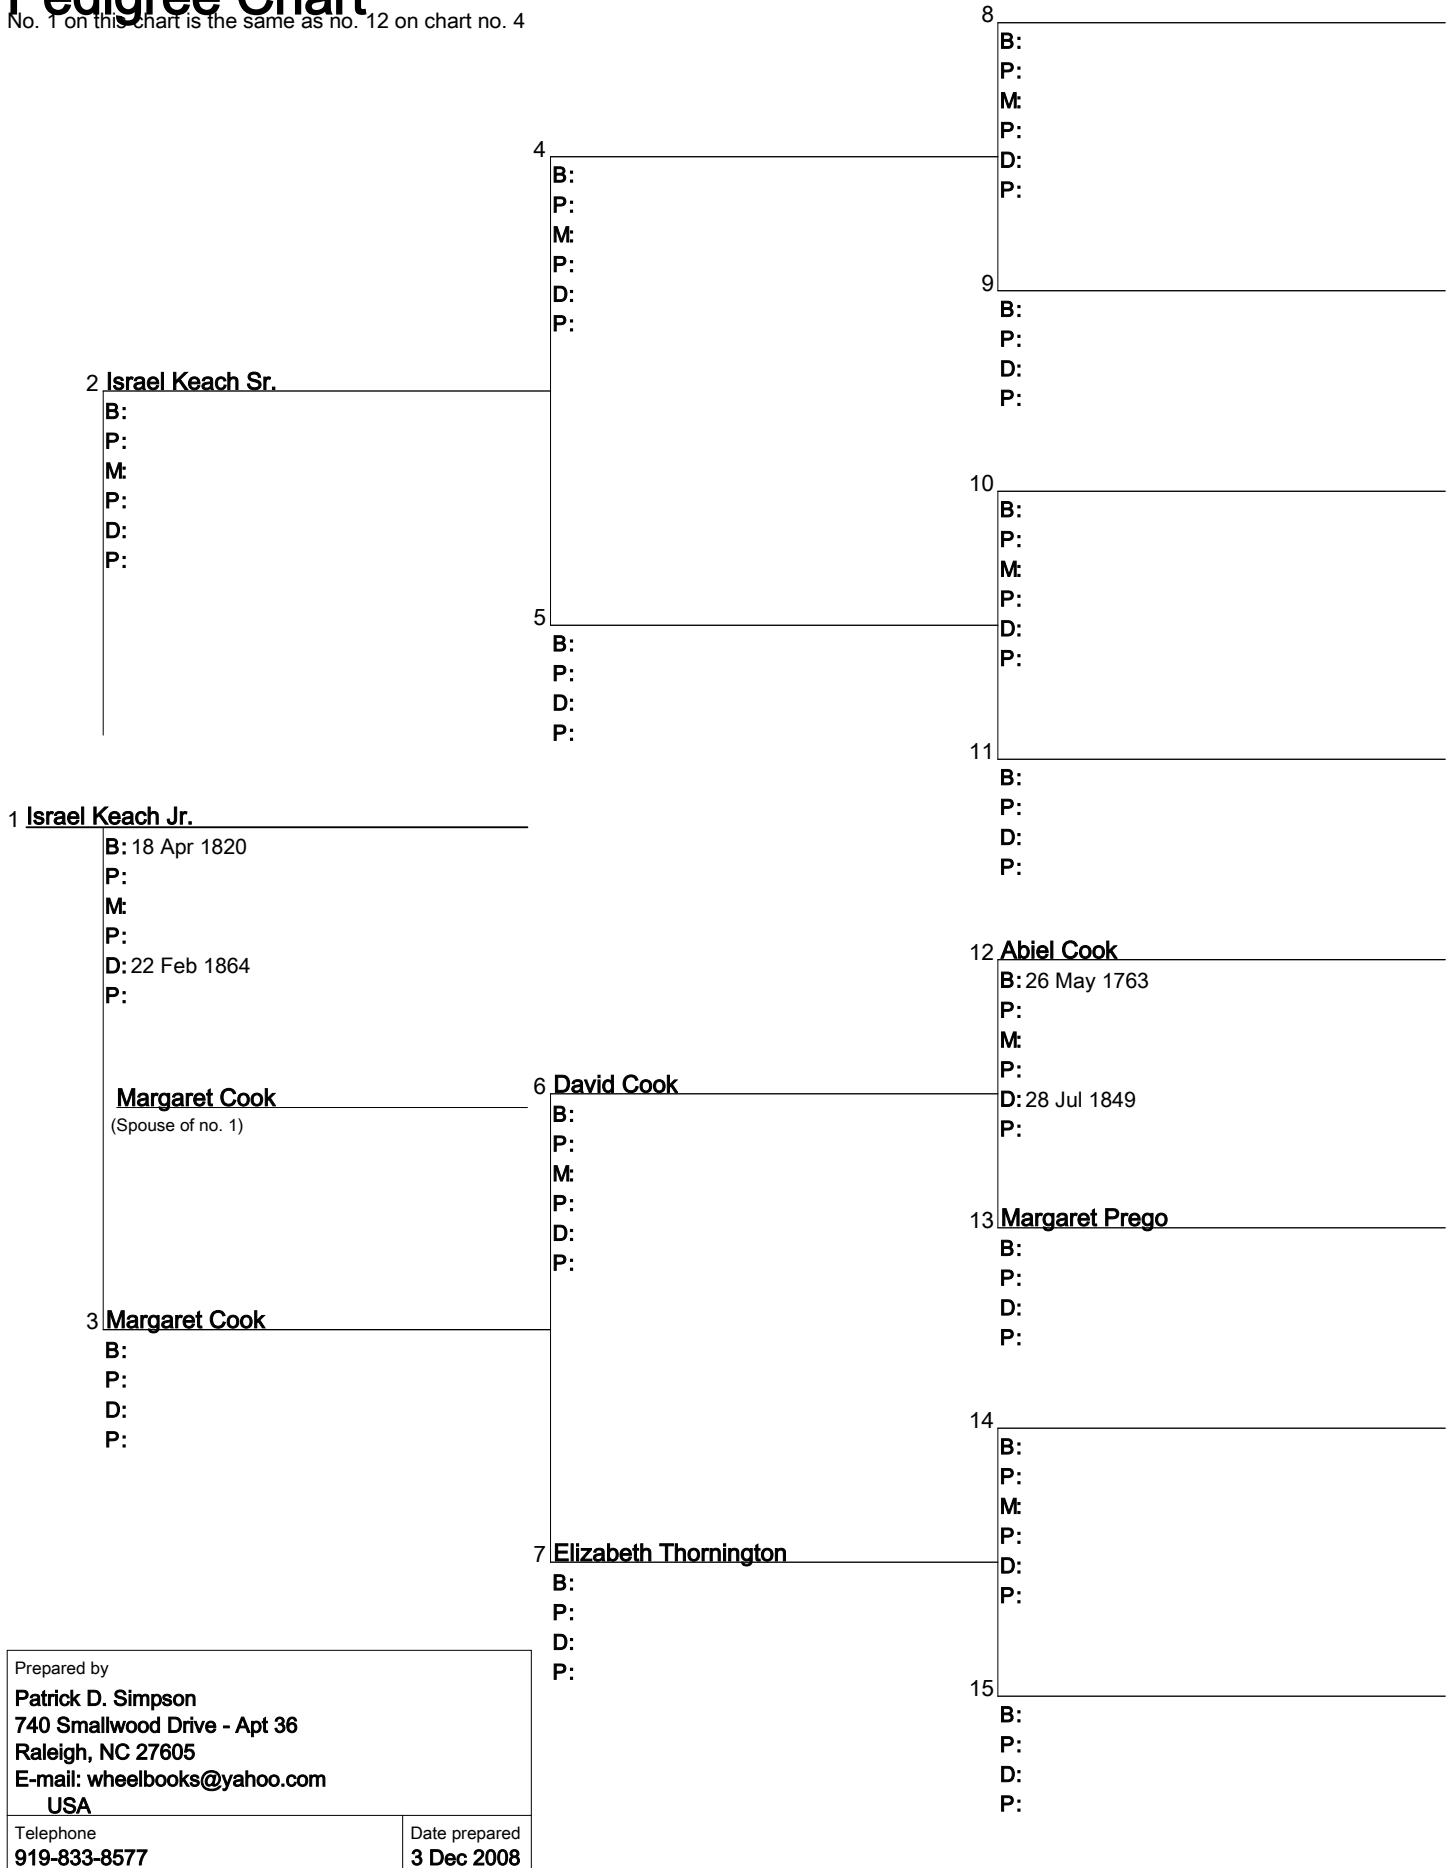 Pedigree Chart
No. 1 on this chart is the same as no. 12 on chart no. 4
8
B:
P:
M:
P:
D:
P:
4
B:
P:
M:
P:
D:
P:
9
B:
P:
D:
P:
2 Israel Keach Sr.
B:
P:
M:
P:
D:
P:
10
B:
P:
M:
P:
D:
P:
5
B:
P:
D:
P:
11
B:
P:
D:
P:
1 Israel Keach Jr.
B: 18 Apr 1820
P:
M:
P:
D: 22 Feb 1864
P:
Margaret Cook
(Spouse of no. 1)
12 Abiel Cook
B: 26 May 1763
P:
M:
P:
D: 28 Jul 1849
P:
6 David Cook
B:
P:
M:
P:
D:
P:
13 Margaret Prego
B:
P:
D:
P:
3 Margaret Cook
B:
P:
D:
P:
14
B:
P:
M:
P:
D:
P:
7 Elizabeth Thornington
B:
P:
D:
P:
15
B:
P:
D:
P:
Prepared by
Patrick D. Simpson
740 Smallwood Drive - Apt 36
Raleigh, NC 27605
E-mail: wheelbooks@yahoo.com
USA
Telephone
919-833-8577
Date prepared
3 Dec 2008